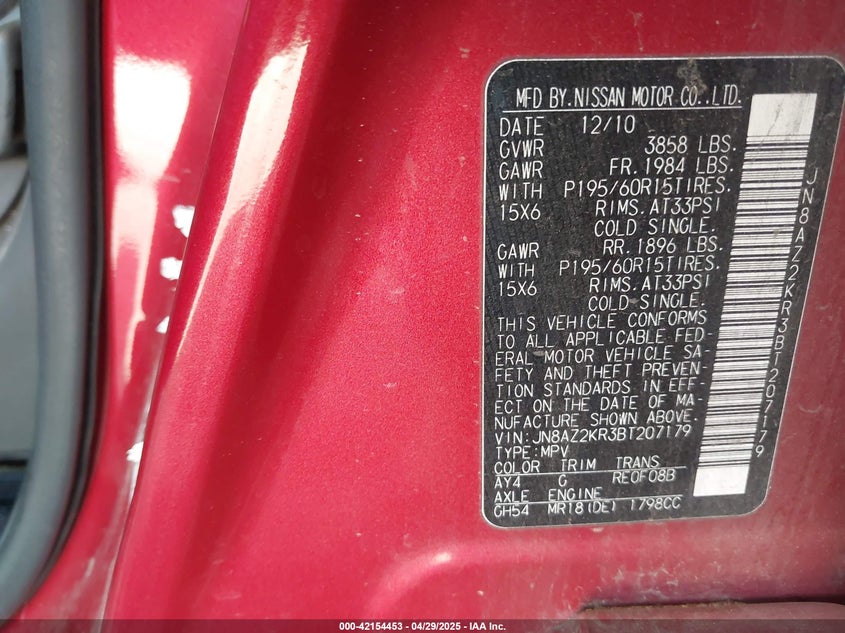 MFD BY. NISSAN MOTOR CO., LTD.
DATE 12/10
GVWR 3858 LBS.
GAWR FR. 1984 LBS.
WITH P195/60R15TIRES.
15X6 RIMS. AT33PSI
COLD SINGLE.
GAWR RR. 1896 LBS.
WITH P195/60R15TIRES.
15X6 RIMS. AT33PSI
COLD SINGLE.
THIS VEHICLE CONFORMS
TO ALL APPLICABLE FED-
ERAL MOTOR VEHICLE SA-
FETY AND THEFT PREVEN-
TION STANDARDS IN EFF-
ECT ON THE DATE OF MA-
NUFACTURE SHOWN ABOVE.
VIN: JN8AZ2KR3BT207179
TYPE: MPV
COLOR TRIM TRANS
AY4 G RE0F08B
AXLE ENGINE
GH54 MR18(DE) 1798CC
JN8AZ2KR3BT207179
000-42154453 - 04/29/2025 - IAA Inc.